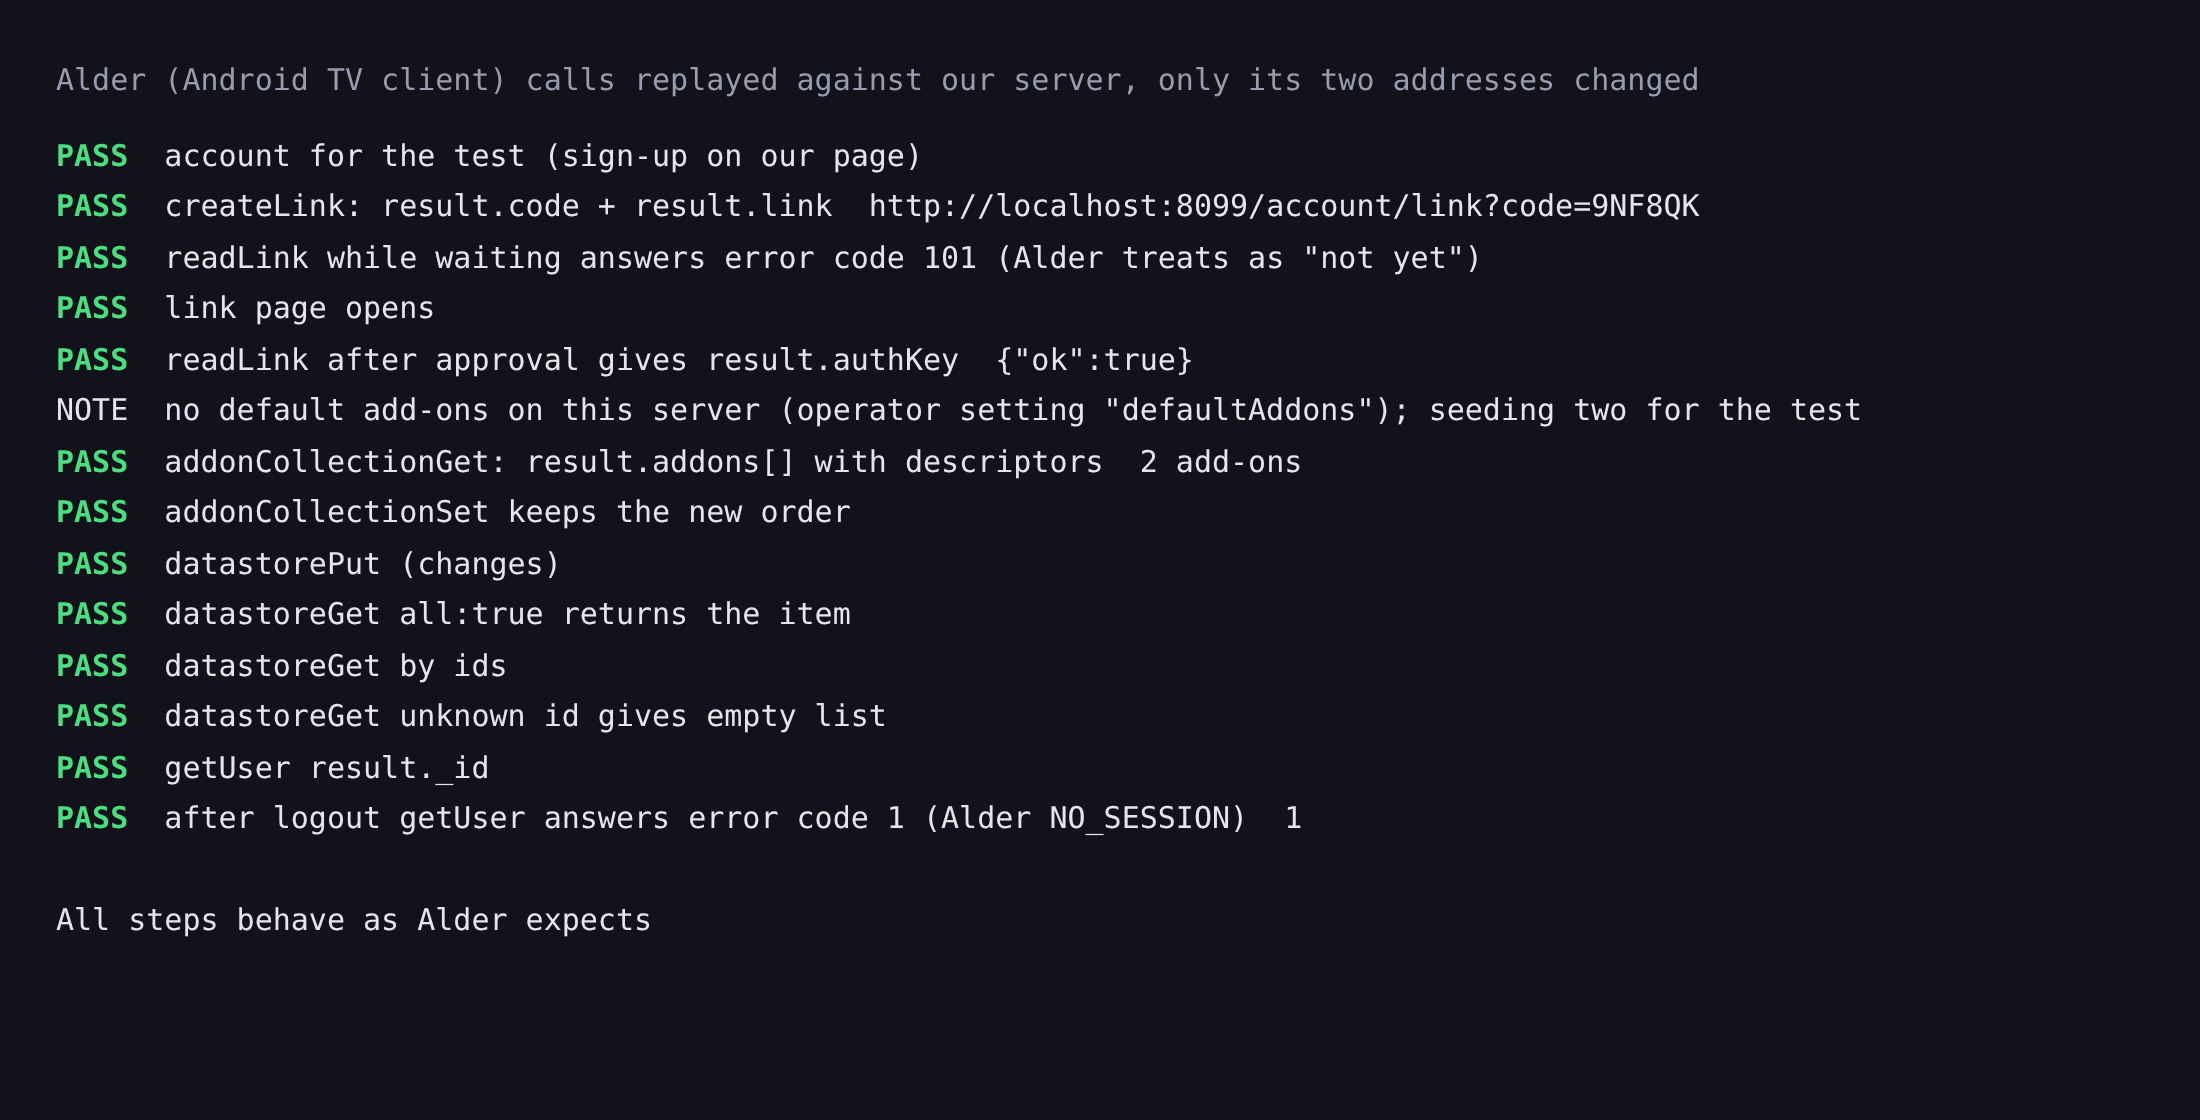 Alder (Android TV client) calls replayed against our server, only its two addresses changed
PASS  account for the test (sign-up on our page)
PASS  createLink: result.code + result.link  http://localhost:8099/account/link?code=9NF8QK
PASS  readLink while waiting answers error code 101 (Alder treats as "not yet")
PASS  link page opens
PASS  readLink after approval gives result.authKey  {"ok":true}
NOTE  no default add-ons on this server (operator setting "defaultAddons"); seeding two for the test
PASS  addonCollectionGet: result.addons[] with descriptors  2 add-ons
PASS  addonCollectionSet keeps the new order
PASS  datastorePut (changes)
PASS  datastoreGet all:true returns the item
PASS  datastoreGet by ids
PASS  datastoreGet unknown id gives empty list
PASS  getUser result._id
PASS  after logout getUser answers error code 1 (Alder NO_SESSION)  1
All steps behave as Alder expects